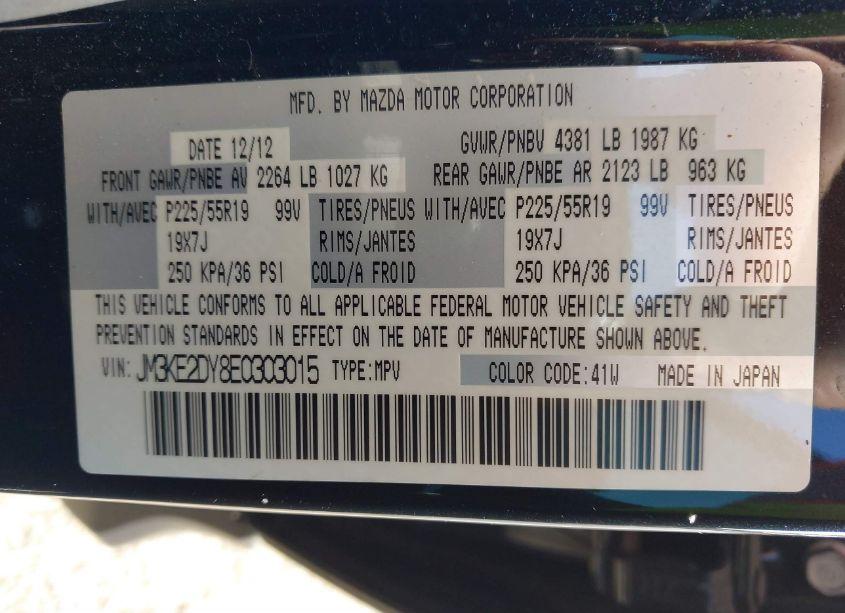 MFD. BY MAZDA MOTOR CORPORATION
DATE 12/12 GVWR/PNBV 4381 LB 1987 KG
FRONT GAWR/PNBE AV 2264 LB 1027 KG REAR GAWR/PNBE AR 2123 LB 963 KG
WITH/AVEC P225/55R19 99V TIRES/PNEUS WITH/AVEC P225/55R19 99V TIRES/PNEUS
19X7J RIMS/JANTES 19X7J RIMS/JANTES
250 KPA/36 PSI COLD/A FROID 250 KPA/36 PSI COLD/A FROID
THIS VEHICLE CONFORMS TO ALL APPLICABLE FEDERAL MOTOR VEHICLE SAFETY AND THEFT
PREVENTION STANDARDS IN EFFECT ON THE DATE OF MANUFACTURE SHOWN ABOVE.
VIN: JM3KE2DY8E0303015 TYPE:MPV COLOR CODE:41W MADE IN JAPAN